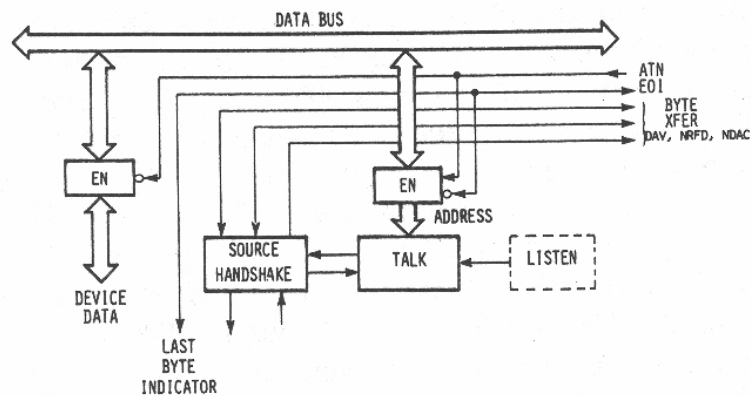 DATA BUS
ATN
EOI
BYTE
XFER
DAV, NRFD, NDAC
EN
EN
ADDRESS
SOURCE
HANDSHAKE
TALK
LISTEN
DEVICE
DATA
LAST
BYTE
INDICATOR